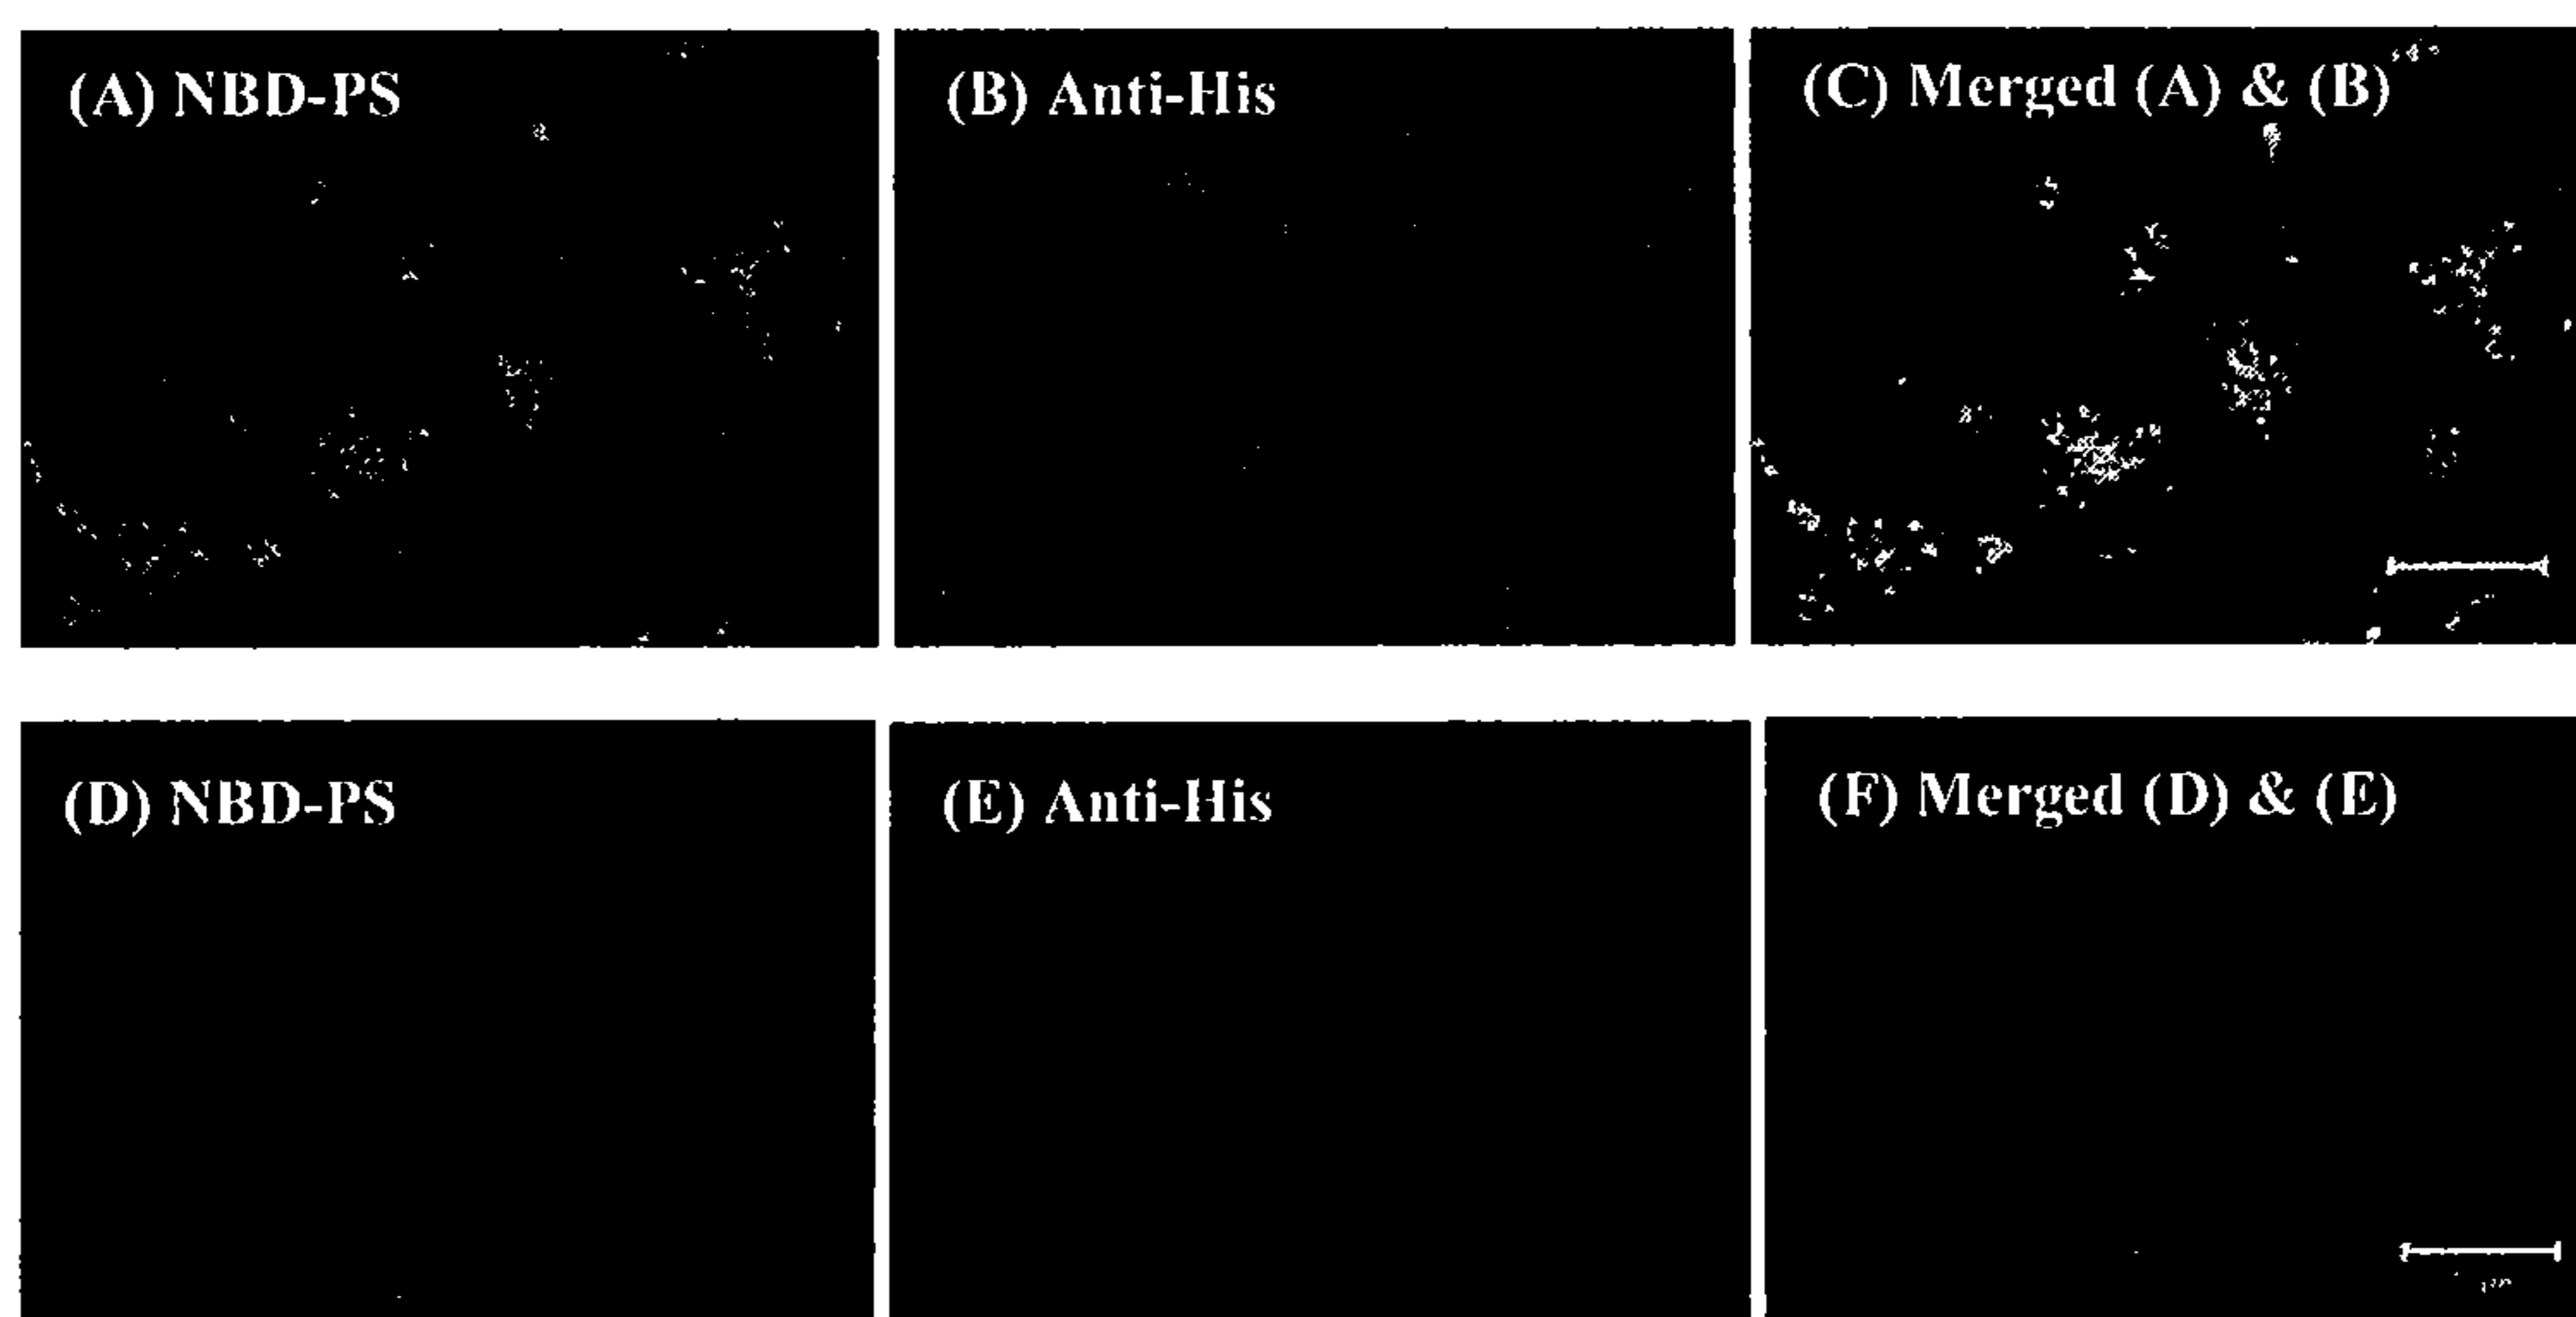 (A) NBD-PS
(B) Anti-His
(C) Merged (A) & (B)
(D) NBD-PS
(E) Anti-His
(F) Merged (D) & (E)